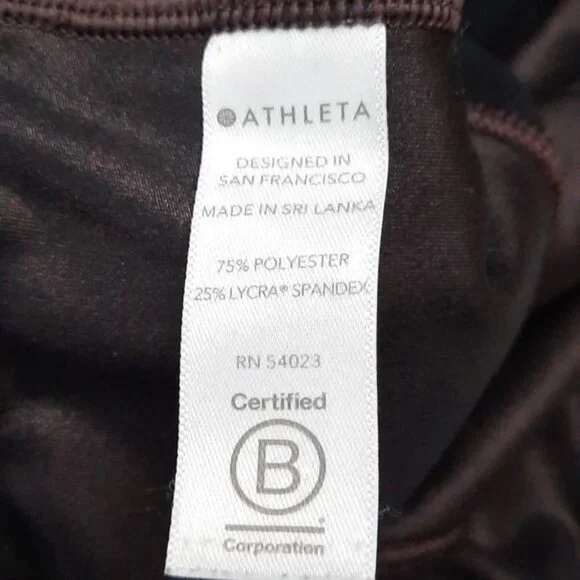 ATHLETA
DESIGNED IN
SAN FRANCISCO
MADE IN SRI LANKA
75% POLYESTER
25% LYCRA® SPANDEX
RN 54023
Certified
B
Corporation